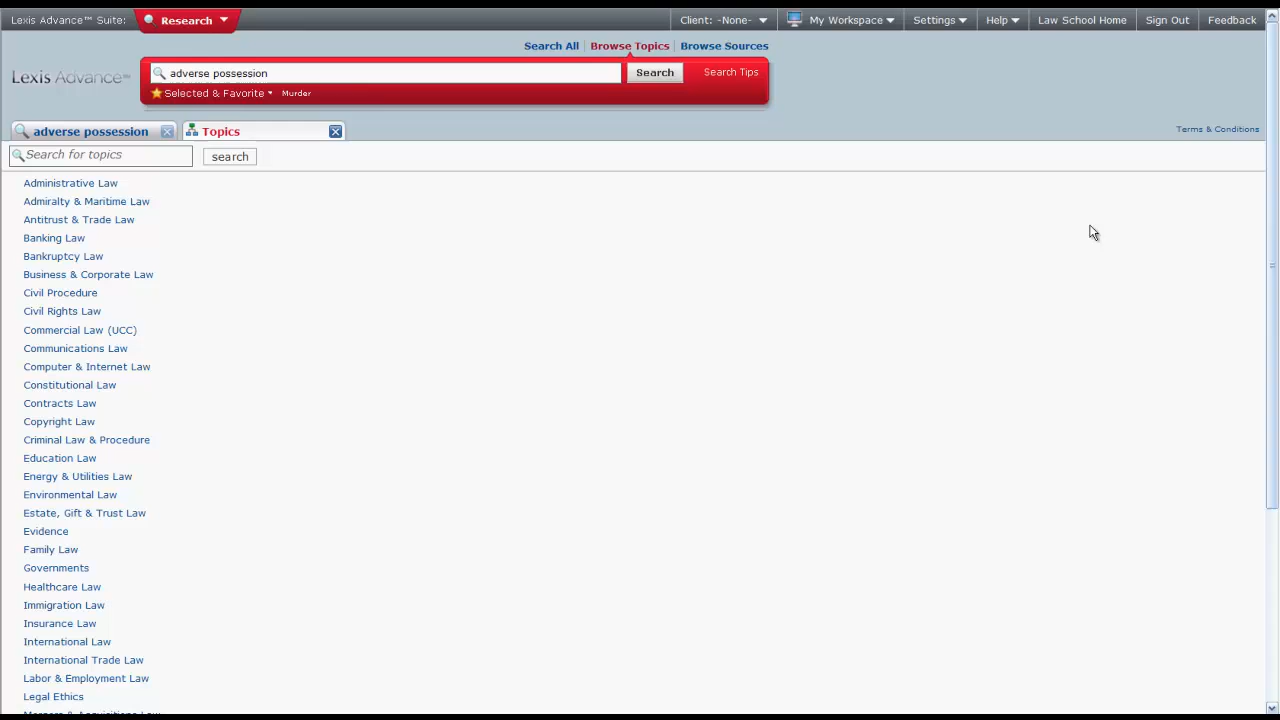 Lexis Advance™ Suite: Research Client: -None- My Workspace Settings Help Law School Home Sign Out Feedback
Search All Browse Topics Browse Sources
Lexis Advance™ adverse possession Search Search Tips
Selected & Favorite Murder
adverse possession Topics Terms & Conditions
Search for topics search
Administrative Law
Admiralty & Maritime Law
Antitrust & Trade Law
Banking Law
Bankruptcy Law
Business & Corporate Law
Civil Procedure
Civil Rights Law
Commercial Law (UCC)
Communications Law
Computer & Internet Law
Constitutional Law
Contracts Law
Copyright Law
Criminal Law & Procedure
Education Law
Energy & Utilities Law
Environmental Law
Estate, Gift & Trust Law
Evidence
Family Law
Governments
Healthcare Law
Immigration Law
Insurance Law
International Law
International Trade Law
Labor & Employment Law
Legal Ethics
Mergers & Acquisitions Law